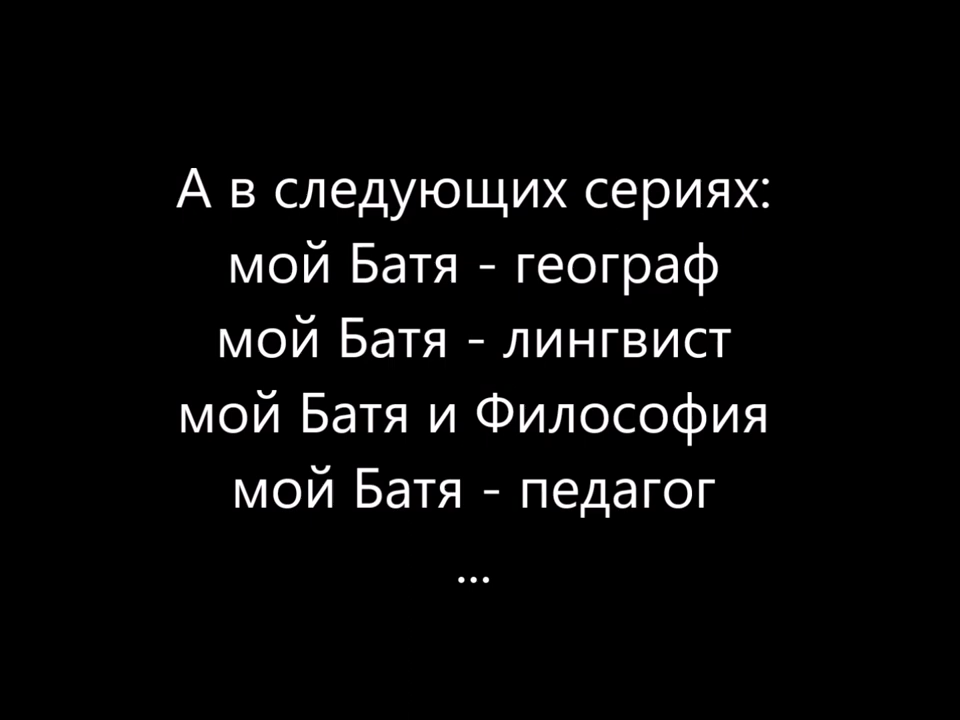 А в следующих сериях:
мой Батя - географ
мой Батя - лингвист
мой Батя и Философия
мой Батя - педагог
...